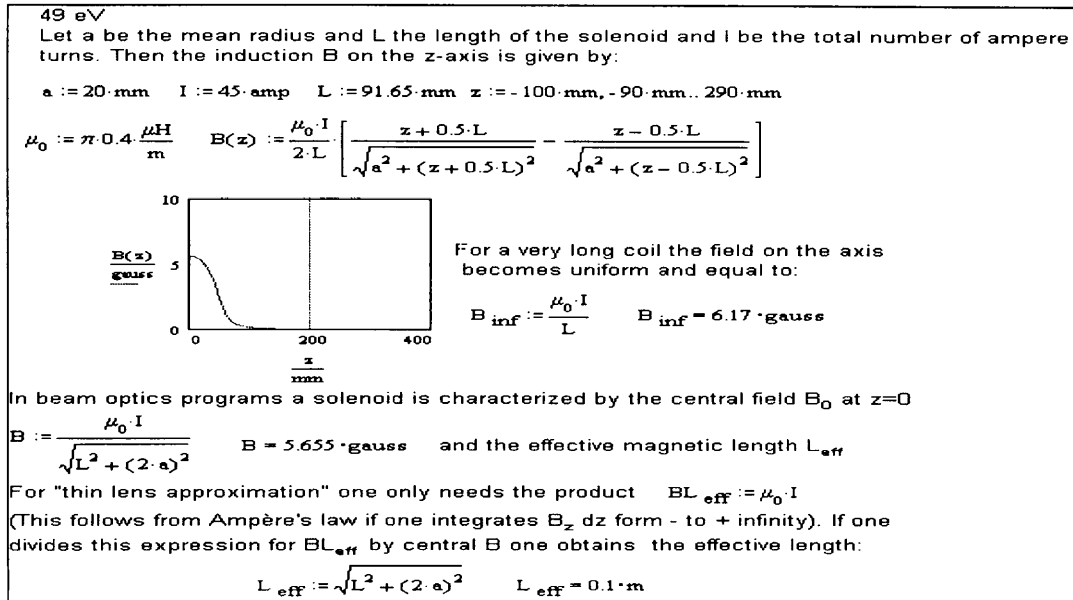 49 eV
Let a be the mean radius and L the length of the solenoid and I be the total number of ampere
turns. Then the induction B on the z-axis is given by:
a := 20·mm I := 45·amp L := 91.65·mm z := -100·mm, -90·mm.. 290·mm
μ₀ := π·0.4·μH/m B(z) := μ₀·I/(2·L)·[(z + 0.5·L)/√(a² + (z + 0.5·L)²) − (z − 0.5·L)/√(a² + (z − 0.5·L)²)]
10
B(z)/gauss 5
0
0 200 400
z/mm
For a very long coil the field on the axis
becomes uniform and equal to:
B inf := μ₀·I/L B inf = 6.17 ·gauss
In beam optics programs a solenoid is characterized by the central field B₀ at z=0
B := μ₀·I/√(L² + (2·a)²) B = 5.655 ·gauss and the effective magnetic length L eff
For "thin lens approximation" one only needs the product BL eff := μ₀·I
(This follows from Ampère's law if one integrates B_z dz form - to + infinity). If one
divides this expression for BL eff by central B one obtains the effective length:
L eff := √(L² + (2·a)²) L eff = 0.1·m